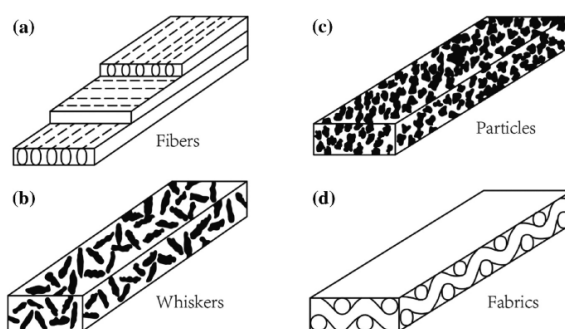 (a)
Fibers
(b)
Whiskers
(c)
Particles
(d)
Fabrics